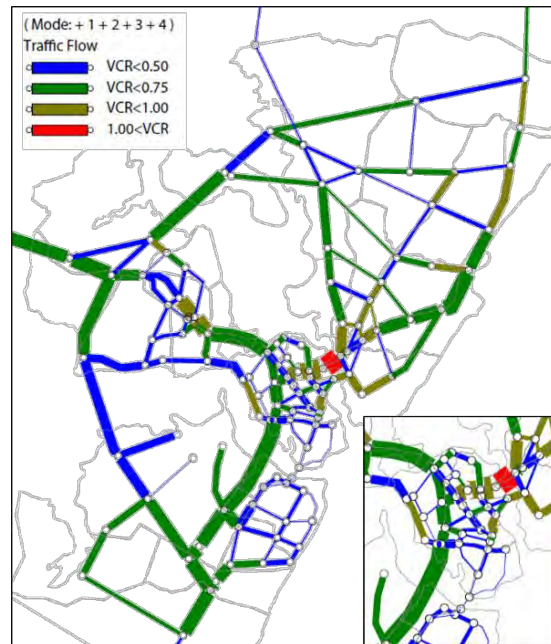 ( Mode: + 1 + 2 + 3 + 4 )
Traffic Flow
VCR<0.50
VCR<0.75
VCR<1.00
1.00<VCR